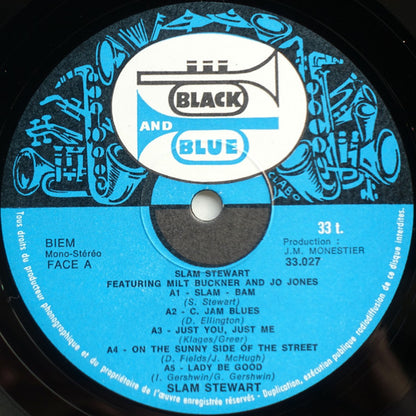 BLACK
AND
BLUE
BIEM
Mono-Stéréo
FACE A
33 t.
Production :
J.M. MONESTIER
33.027
SLAM STEWART
FEATURING MILT BUCKNER AND JO JONES
A1 - SLAM - BAM
(S. Stewart)
A2 - C. JAM BLUES
(D. Ellington)
A3 - JUST YOU, JUST ME
(Klages/Greer)
A4 - ON THE SUNNY SIDE OF THE STREET
(D. Fields/J. McHugh)
A5 - LADY BE GOOD
(I. Gershwin/G. Gershwin)
SLAM STEWART
Tous droits du producteur phonographique et du propriétaire de l'œuvre enregistrée réservés - Duplication, exécution publique radiodiffusion interdites de ce disque interdites.